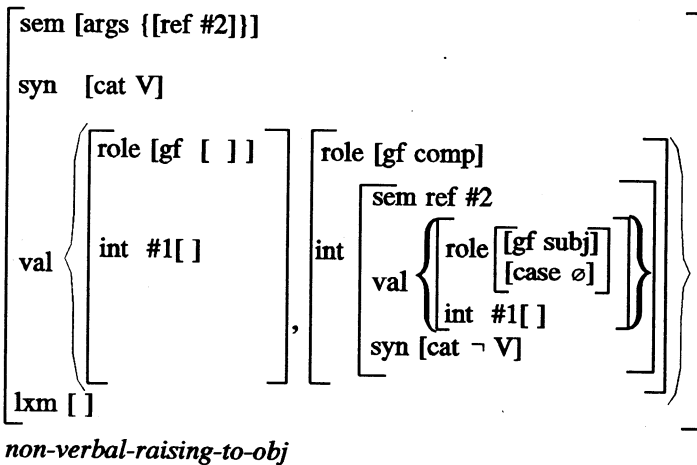 sem [args {[ref #2]}]
syn [cat V]
role [gf [ ] ]
role [gf comp]
sem ref #2
val
int #1[ ]
,
int
val
role
[gf subj]
[case ∅]
int #1[ ]
syn [cat ¬ V]
lxm [ ]
non-verbal-raising-to-obj